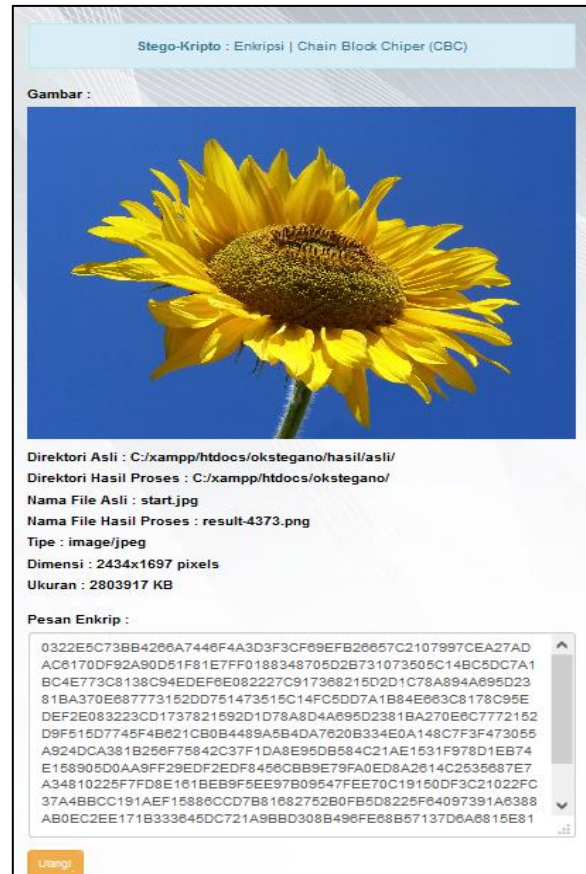 Stego-Kripto : Enkripsi | Chain Block Chiper (CBC)
Gambar :
Direktori Asli : C:/xampp/htdocs/okstegano/hasil/asli/
Direktori Hasil Proses : C:/xampp/htdocs/okstegano/
Nama File Asli : start.jpg
Nama File Hasil Proses : result-4373.png
Tipe : image/jpeg
Dimensi : 2434x1697 pixels
Ukuran : 2803917 KB
Pesan Enkrip :
0322E5C73BB4266A7446F4A3D3F3CF69EFB26657C2107997CEA27AD
AC6170DF92A90D51F81E7FF0188348705D2B731073505C14BC5DC7A1
BC4E773C8138C94EDEF6E082227C917368215D2D1C78A894A695D23
81BA370E687773152DD751473515C14FC5DD7A1B84E663C8178C95E
DEF2E083223CD1737821592D1D78A8D4A695D2381BA270E6C7772152
D9F515D7745F4B621CB0B4489A5B4DA7620B334E0A148C7F3F473055
A924DCA381B256F75842C37F1DA8E95DB584C21AE1531F978D1EB74
E158905D0AA9FF29EDF2EDF8456CBB9E79FA0ED8A2614C2535687E7
A34810225F7FD8E161BEB9F5EE97B09547FEE70C19150DF3C21022FC
37A4BBCC191AEF15886CCD7B81682752B0FB5D8225F64097391A6388
AB0EC2EE171B333645DC721A9BBD308B496FE68B57137D6A6815E81
Ulangi